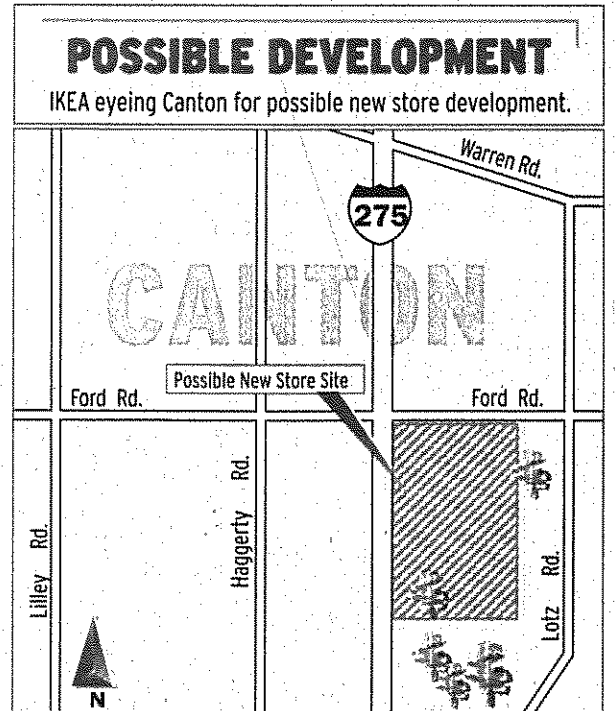 POSSIBLE DEVELOPMENT
IKEA eyeing Canton for possible new store development.
Warren Rd.
275
CANTON
Possible New Store Site
Ford Rd.
Ford Rd.
Lilley Rd.
Haggerty Rd.
Lotz Rd.
N